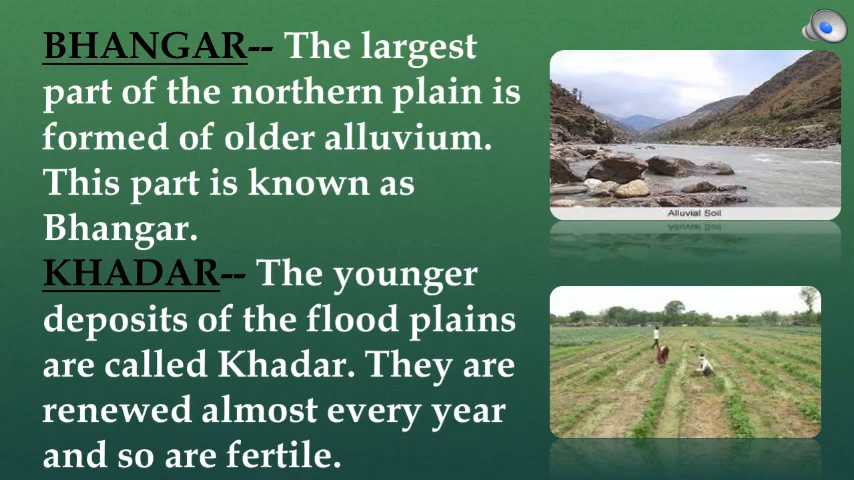 BHANGAR-- The largest
part of the northern plain is
formed of older alluvium.
This part is known as
Bhangar.
KHADAR-- The younger
deposits of the flood plains
are called Khadar. They are
renewed almost every year
and so are fertile.
Alluvial Soil